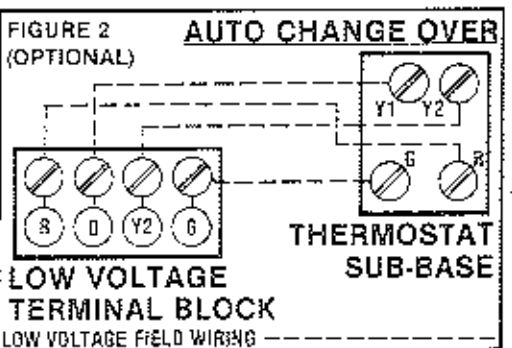 FIGURE 2
(OPTIONAL)
AUTO CHANGE OVER
Y1 Y2
G R
R O Y2 G
THERMOSTAT
SUB-BASE
LOW VOLTAGE
TERMINAL BLOCK
LOW VOLTAGE FIELD WIRING